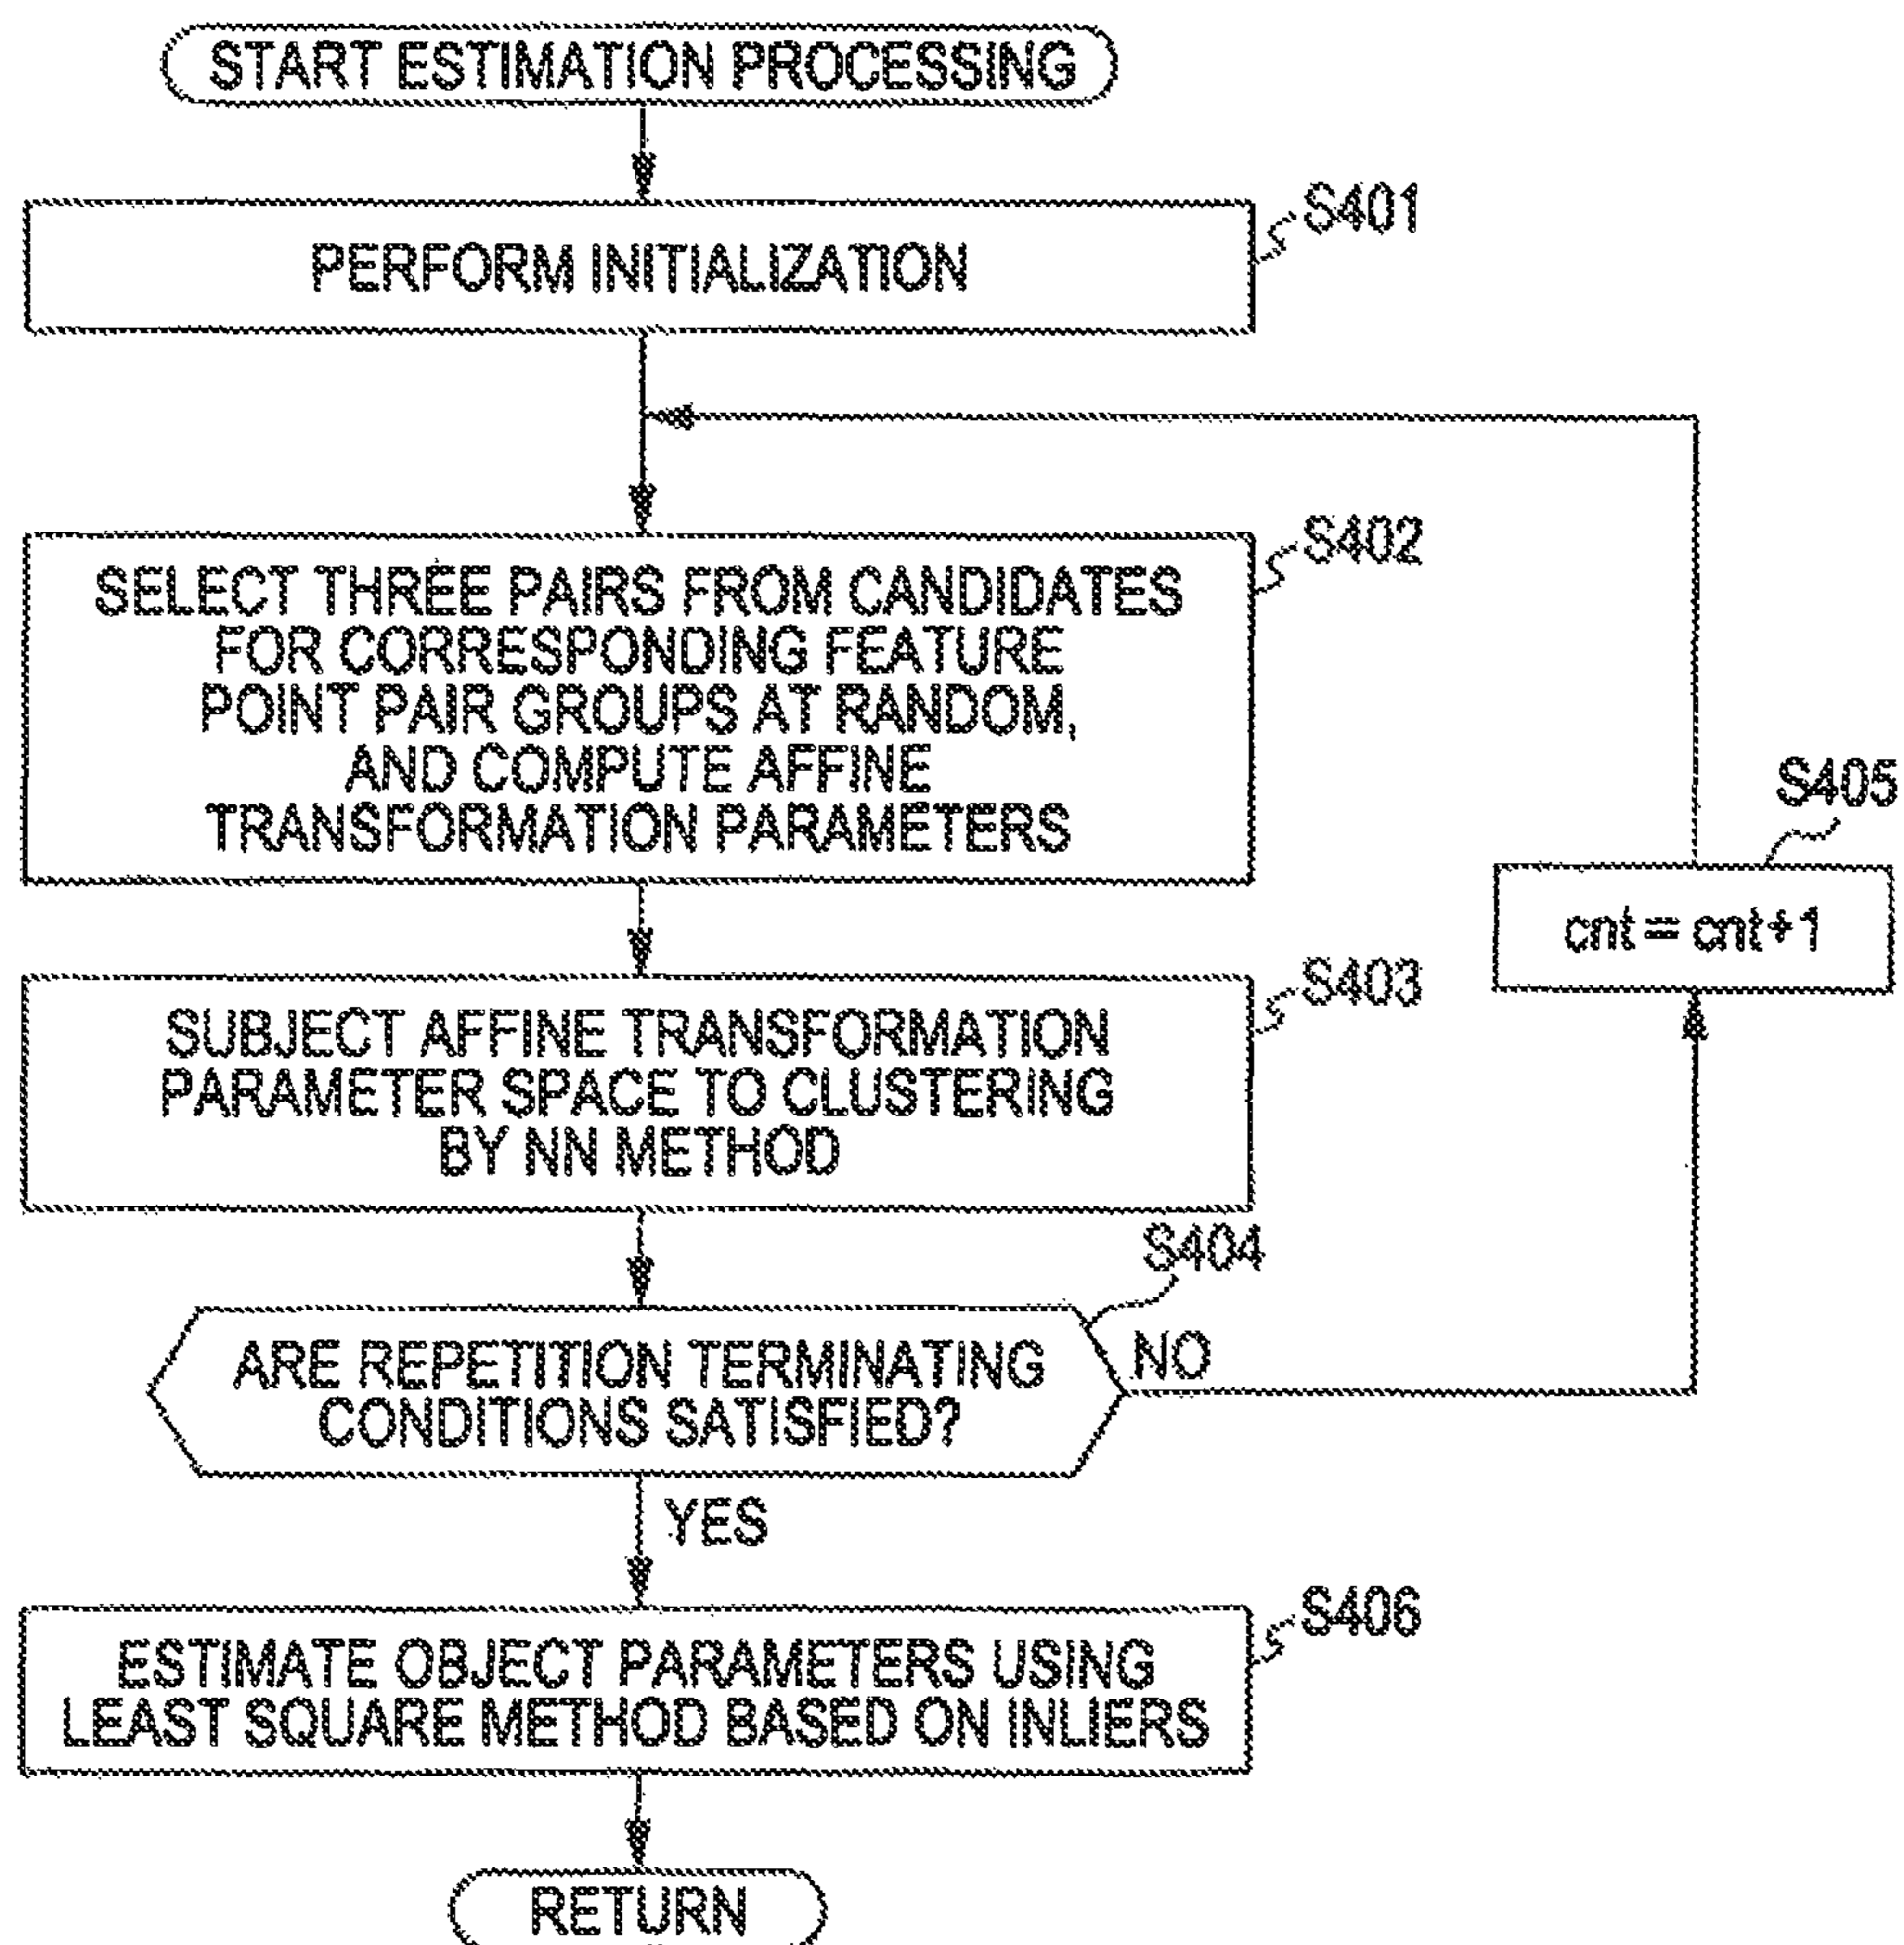 START ESTIMATION PROCESSING
S401
PERFORM INITIALIZATION
S402
SELECT THREE PAIRS FROM CANDIDATES
FOR CORRESPONDING FEATURE
POINT PAIR GROUPS AT RANDOM,
AND COMPUTE AFFINE
TRANSFORMATION PARAMETERS
S405
cnt = cnt+1
S403
SUBJECT AFFINE TRANSFORMATION
PARAMETER SPACE TO CLUSTERING
BY NN METHOD
S404
ARE REPETITION TERMINATING
CONDITIONS SATISFIED?
NO
YES
S406
ESTIMATE OBJECT PARAMETERS USING
LEAST SQUARE METHOD BASED ON INLIERS
RETURN